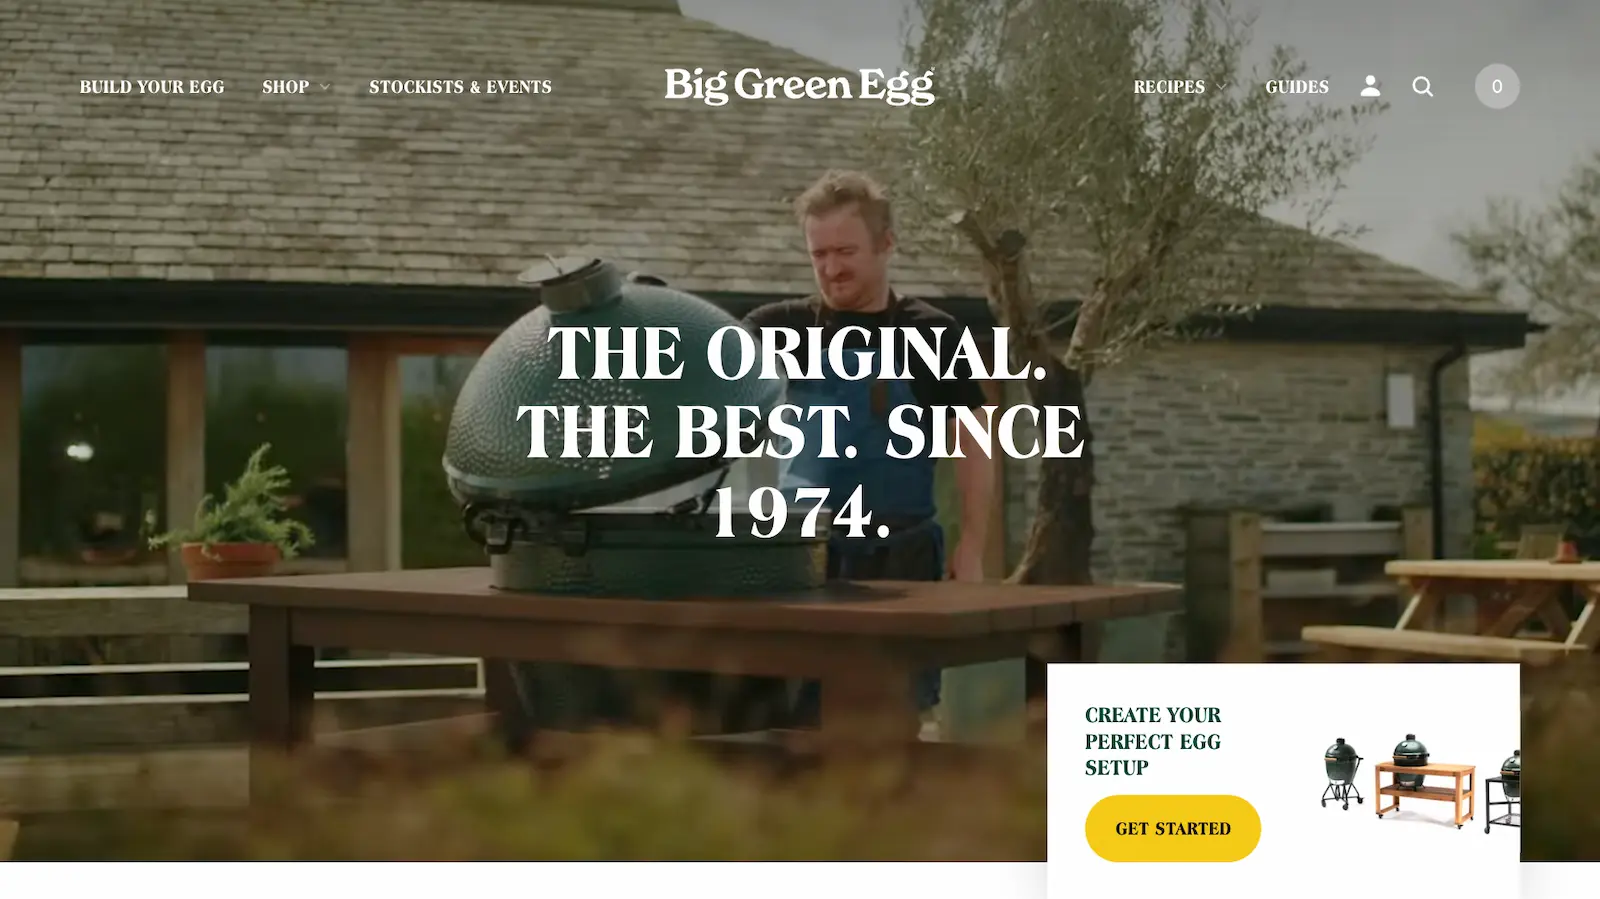 BUILD YOUR EGG
SHOP
STOCKISTS & EVENTS
Big Green Egg
RECIPES
GUIDES
0
THE ORIGINAL.
THE BEST. SINCE
1974.
CREATE YOUR
PERFECT EGG
SETUP
GET STARTED